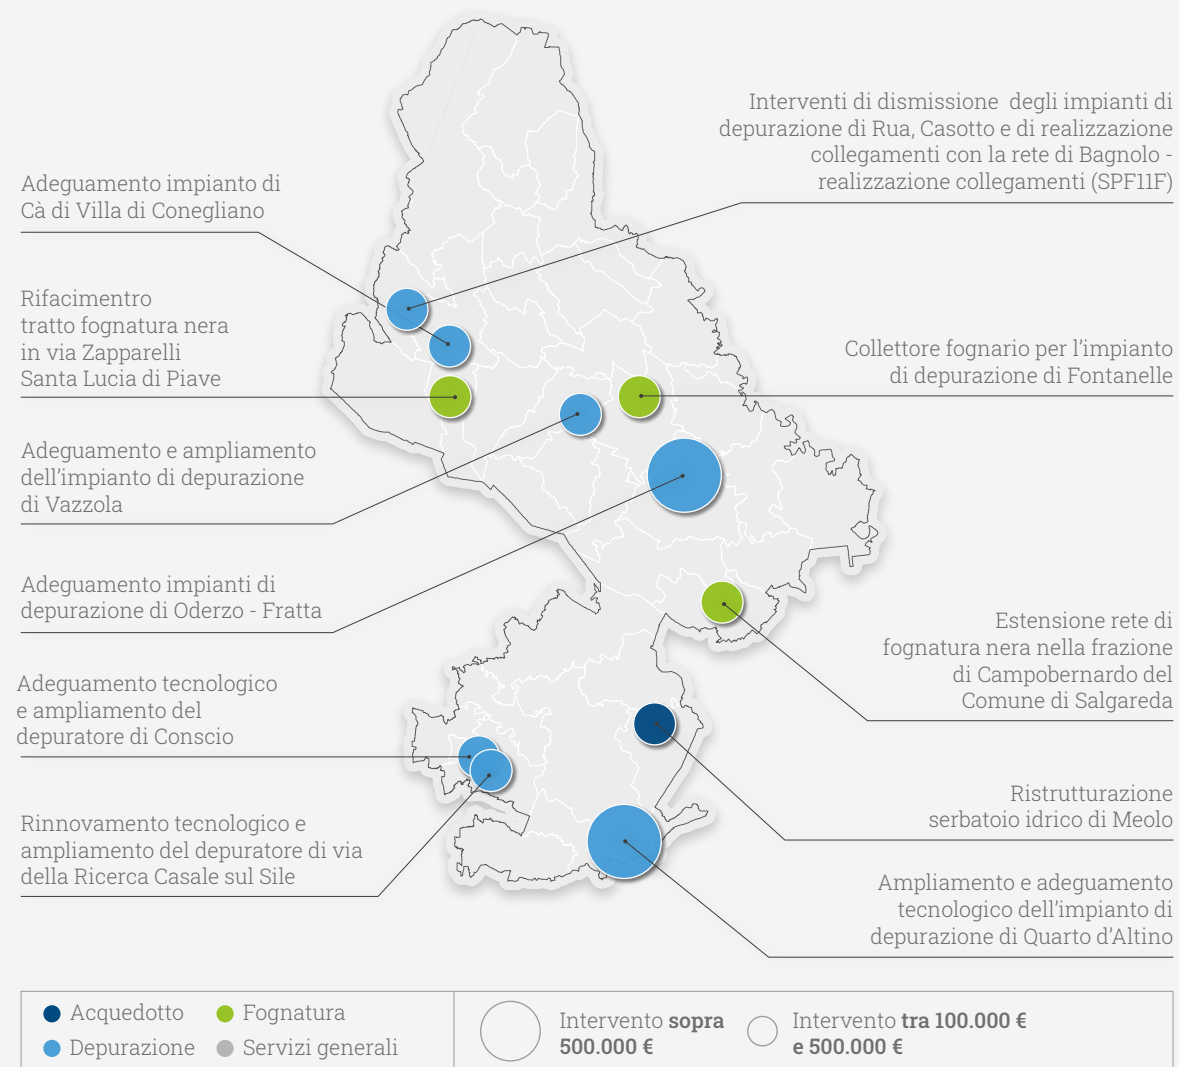 Interventi di dismissione degli impianti di
depurazione di Rua, Casotto e di realizzazione
collegamenti con la rete di Bagnolo -
realizzazione collegamenti (SPF11F)
Adeguamento impianto di
Cà di Villa di Conegliano
Rifacimentro
tratto fognatura nera
in via Zapparelli
Santa Lucia di Piave
Collettore fognario per l'impianto
di depurazione di Fontanelle
Adeguamento e ampliamento
dell'impianto di depurazione
di Vazzola
Adeguamento impianti di
depurazione di Oderzo - Fratta
Estensione rete di
fognatura nera nella frazione
di Campobernardo del
Comune di Salgareda
Adeguamento tecnologico
e ampliamento del
depuratore di Conscio
Ristrutturazione
serbatoio idrico di Meolo
Rinnovamento tecnologico e
ampliamento del depuratore di via
della Ricerca Casale sul Sile
Ampliamento e adeguamento
tecnologico dell'impianto di
depurazione di Quarto d'Altino
Acquedotto
Fognatura
Depurazione
Servizi generali
Intervento sopra
500.000 €
Intervento tra 100.000 €
e 500.000 €